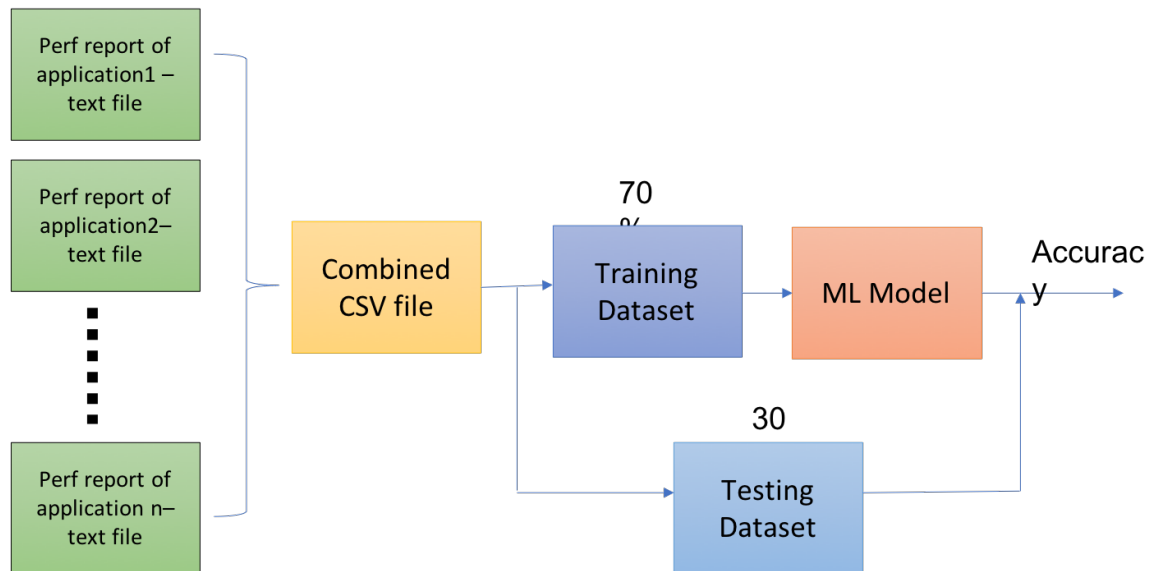 Perf report of
application1 –
text file
Perf report of
application2–
text file
Perf report of
application n–
text file
Combined
CSV file
70
%
Training
Dataset
ML Model
Accurac
y
30
Testing
Dataset